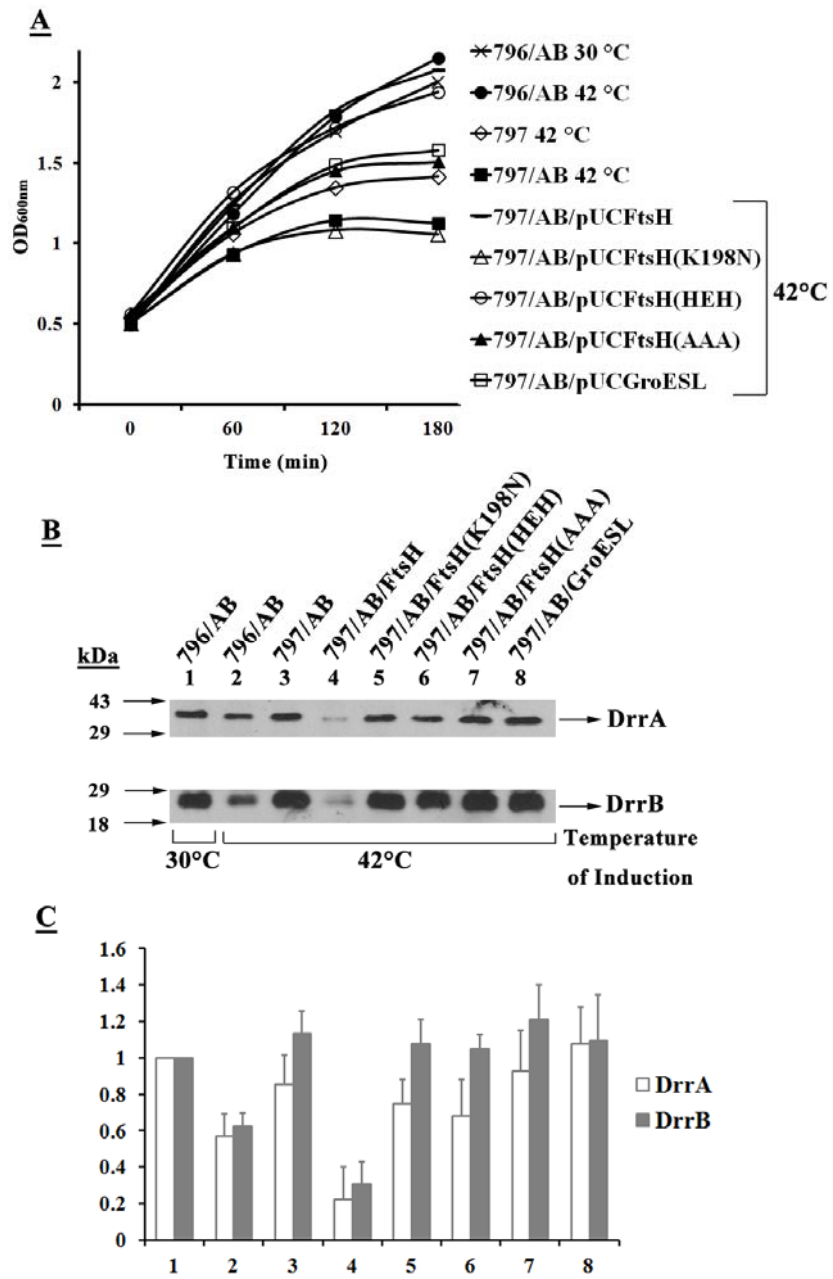 A
OD600nm
2
1.5
1
0.5
0
0 60 120 180
Time (min)
796/AB 30 °C
796/AB 42 °C
797 42 °C
797/AB 42 °C
797/AB/pUCFtsH
797/AB/pUCFtsH(K198N)
797/AB/pUCFtsH(HEH)
797/AB/pUCFtsH(AAA)
797/AB/pUCGroESL
42°C
B
796/AB
796/AB
797/AB
797/AB/FtsH
797/AB/FtsH(K198N)
797/AB/FtsH(HEH)
797/AB/FtsH(AAA)
797/AB/GroESL
kDa
1 2 3 4 5 6 7 8
43
29
DrrA
29
18
DrrB
30°C
42°C
Temperature
of Induction
C
1.6
1.4
1.2
1
0.8
0.6
0.4
0.2
0
1 2 3 4 5 6 7 8
DrrA
DrrB